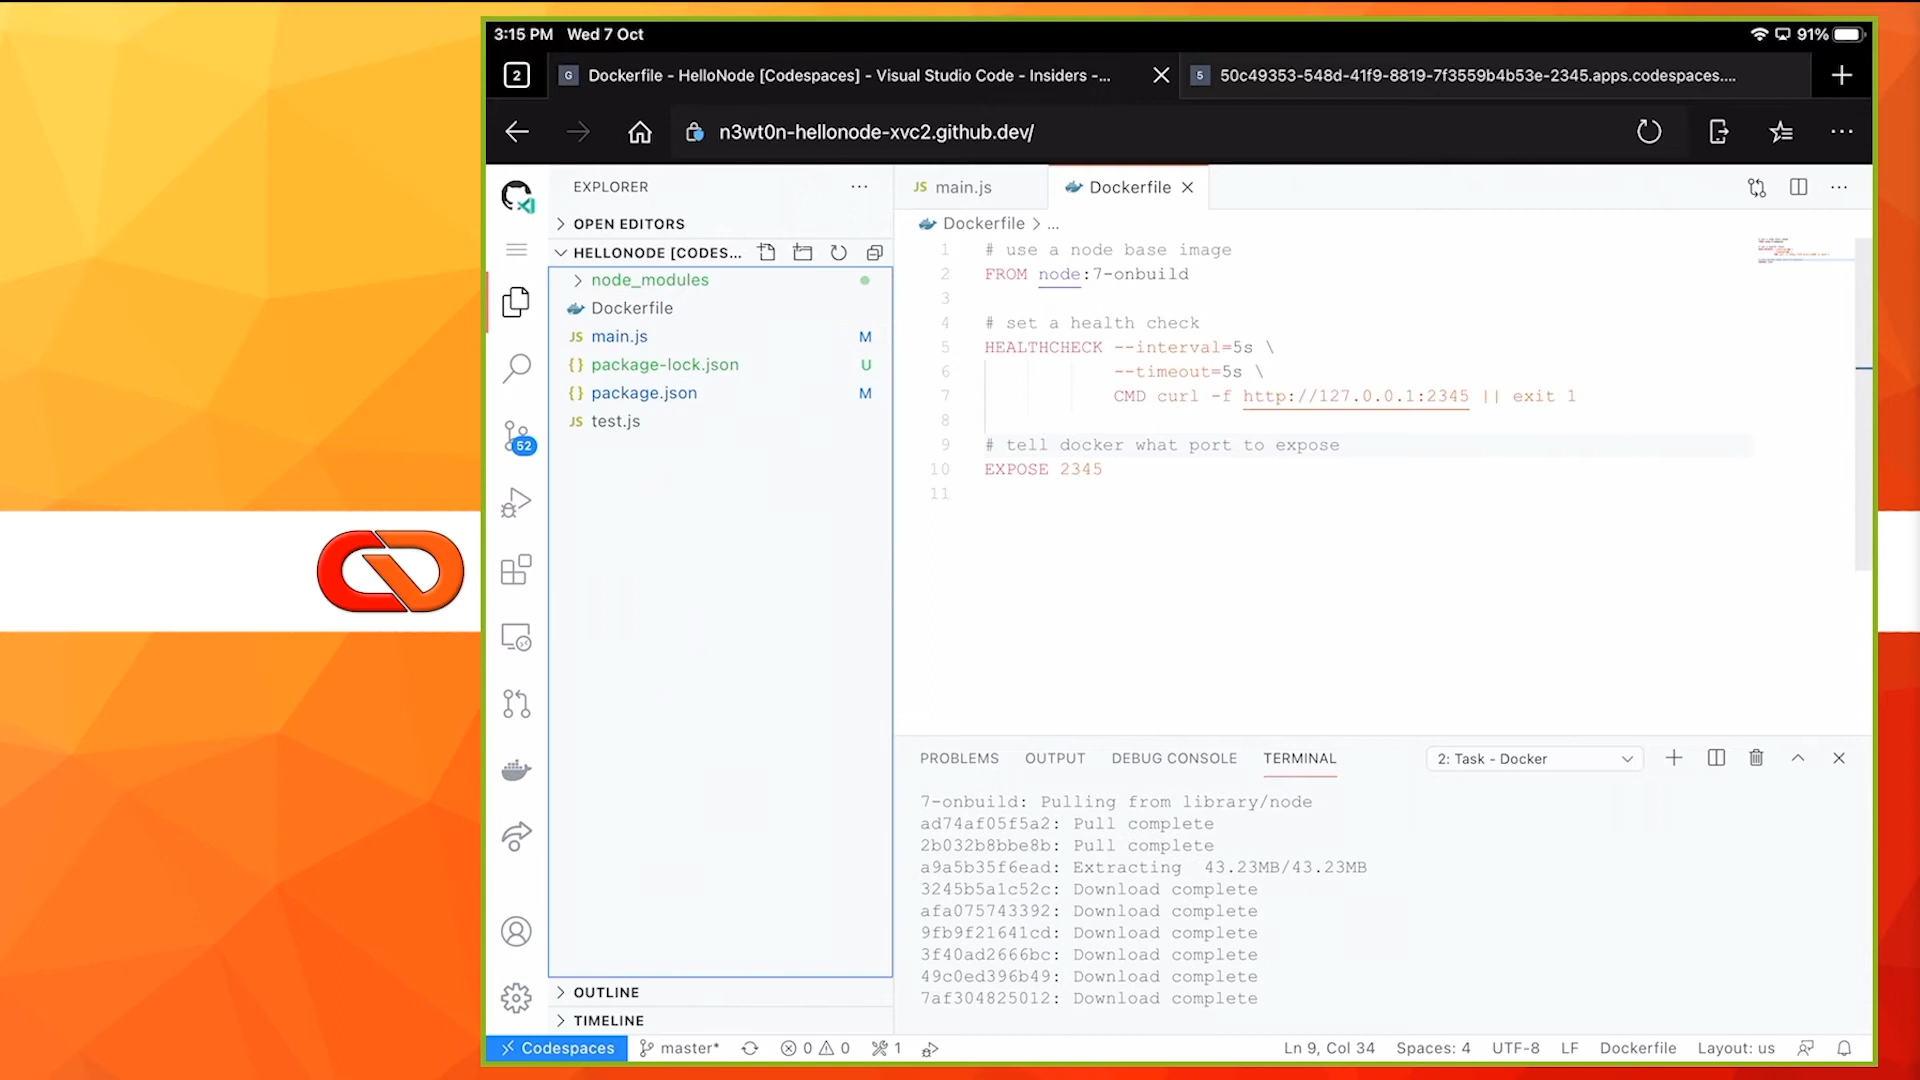 3:15 PM Wed 7 Oct
91%
2
G Dockerfile - HelloNode [Codespaces] - Visual Studio Code - Insiders -...
5 50c49353-548d-41f9-8819-7f3559b4b53e-2345.apps.codespaces....
n3wt0n-hellonode-xvc2.github.dev/
EXPLORER
OPEN EDITORS
HELLONODE [CODES...
node_modules
Dockerfile
JS main.js M
{} package-lock.json U
{} package.json M
JS test.js
52
OUTLINE
TIMELINE
JS main.js
Dockerfile
Dockerfile > ...
1 # use a node base image
2 FROM node:7-onbuild
3
4 # set a health check
5 HEALTHCHECK --interval=5s \
6 --timeout=5s \
7 CMD curl -f http://127.0.0.1:2345 || exit 1
8
9 # tell docker what port to expose
10 EXPOSE 2345
11
PROBLEMS OUTPUT DEBUG CONSOLE TERMINAL
2: Task - Docker
7-onbuild: Pulling from library/node
ad74af05f5a2: Pull complete
2b032b8bbe8b: Pull complete
a9a5b35f6ead: Extracting 43.23MB/43.23MB
3245b5a1c52c: Download complete
afa075743392: Download complete
9fb9f21641cd: Download complete
3f40ad2666bc: Download complete
49c0ed396b49: Download complete
7af304825012: Download complete
Codespaces master* 0 0 1
Ln 9, Col 34 Spaces: 4 UTF-8 LF Dockerfile Layout: us